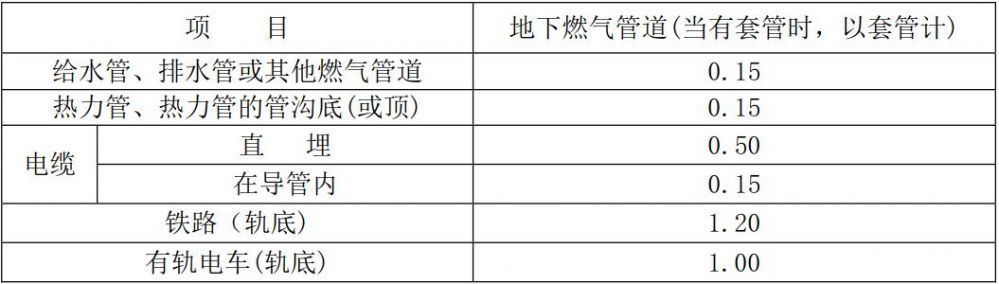 项 目 地下燃气管道(当有套管时，以套管计)
给水管、排水管或其他燃气管道 0.15
热力管、热力管的管沟底(或顶) 0.15
电缆 直 埋 0.50
在导管内 0.15
铁路（轨底) 1.20
有轨电车(轨底) 1.00